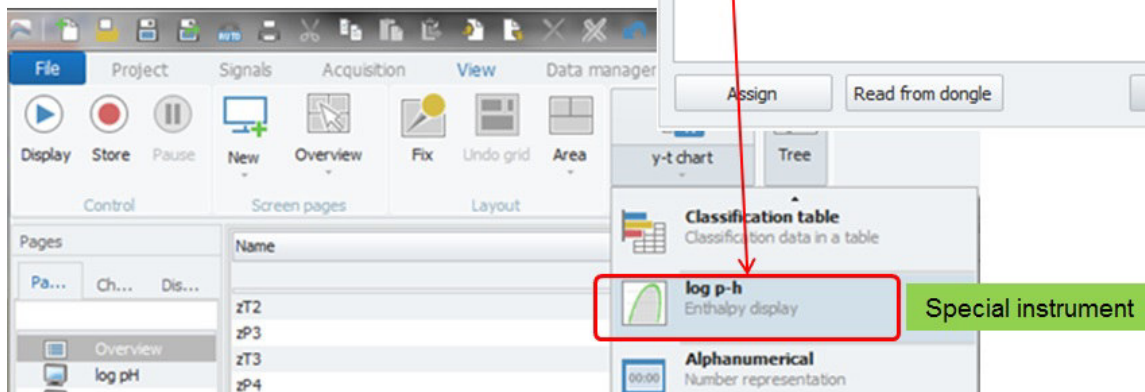 AUTO
File Project Signals Acquisition View Data manager
Assign Read from dongle
Display Store Pause New Overview Fix Undo grid Area y-t chart Tree
Control Screen pages Layout
Classification table
Classification data in a table
Pages Name
Pa... Ch... Dis...
log p-h
Enthalpy display
Special instrument
zT2
zP3
Overview
zT3
log pH
zP4
Alphanumerical
00:00
Number representation